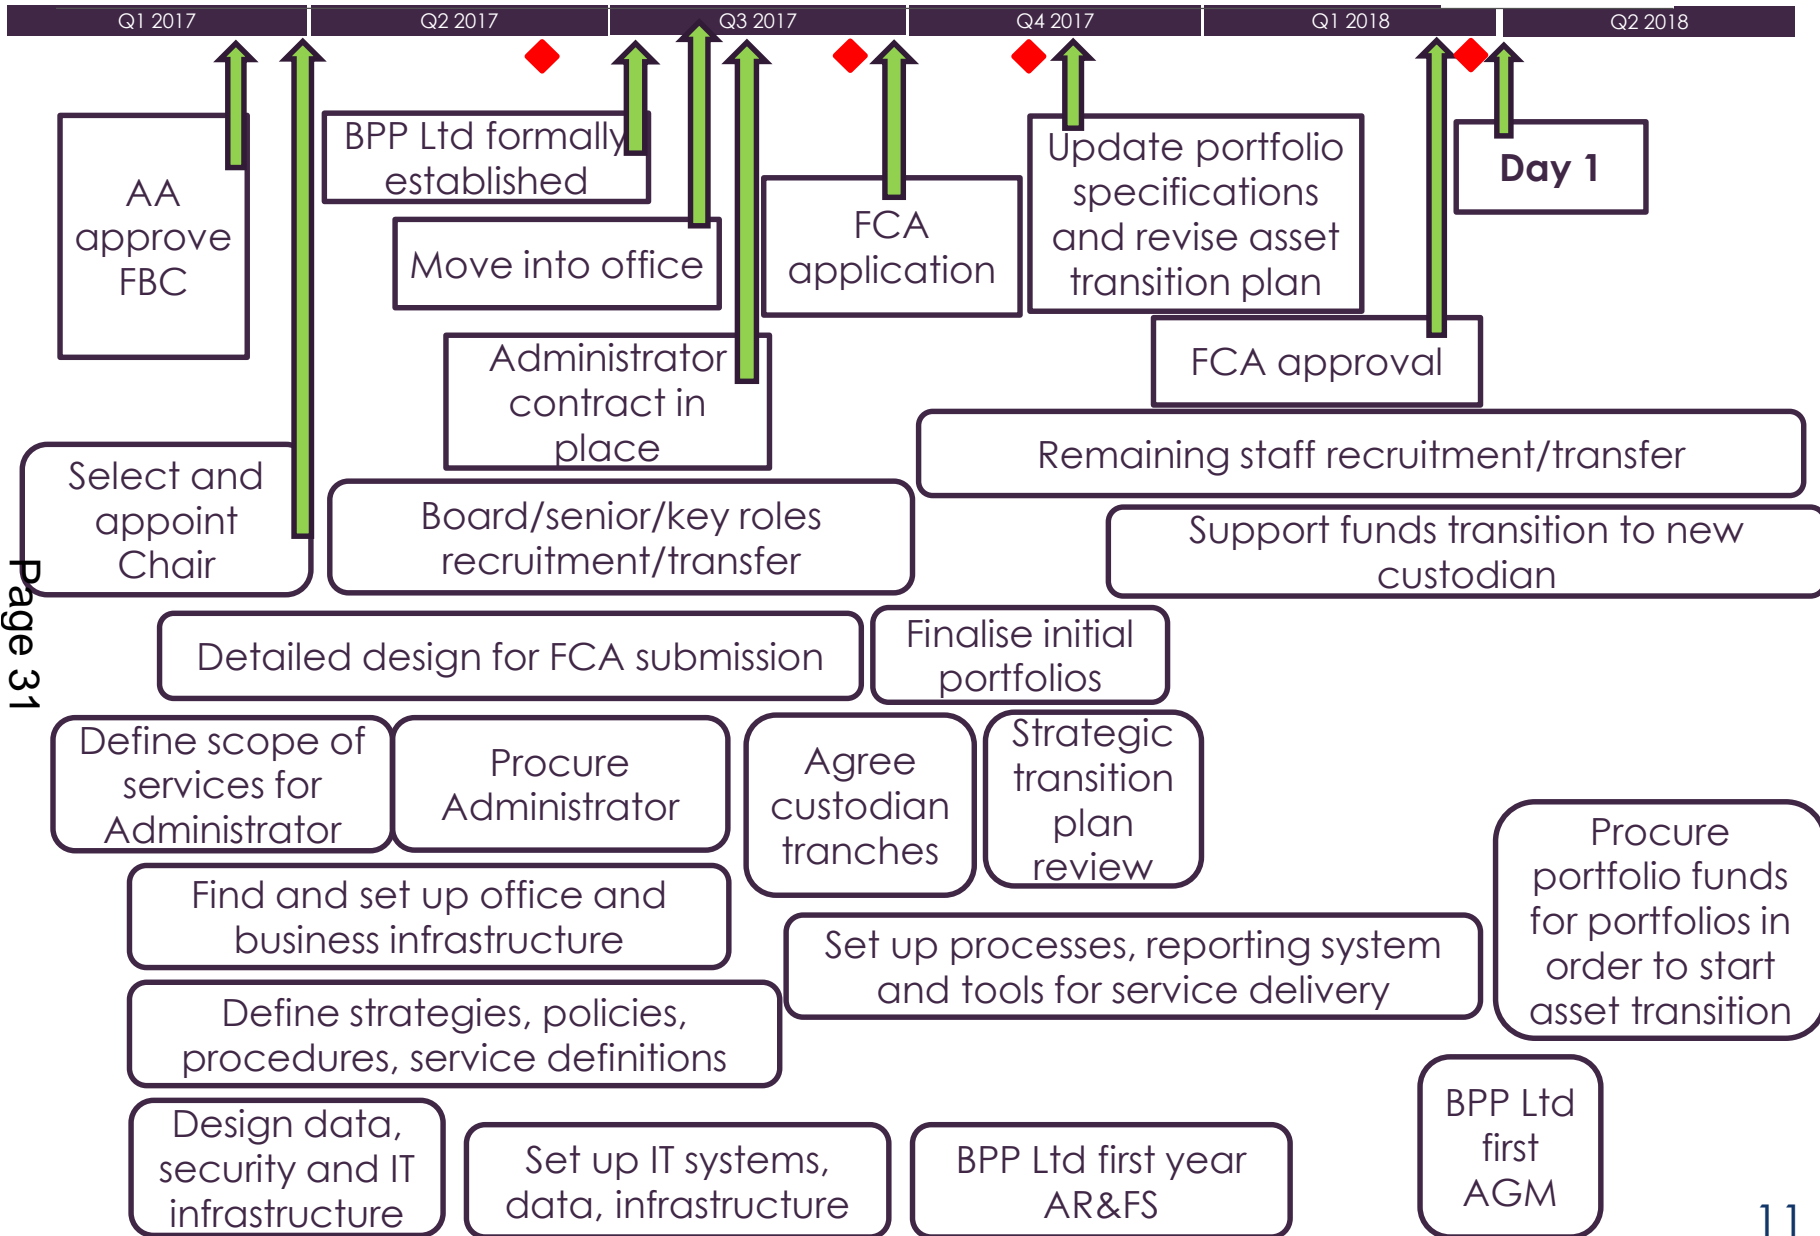 Q1 2017
Q2 2017
Q3 2017
Q4 2017
Q1 2018
Q2 2018
AA
approve
FBC
BPP Ltd formally
established
Move into office
Administrator
contract in
place
FCA
application
Update portfolio
specifications
and revise asset
transition plan
Day 1
FCA approval
Select and
appoint
Chair
Board/senior/key roles
recruitment/transfer
Remaining staff recruitment/transfer
Support funds transition to new
custodian
Detailed design for FCA submission
Finalise initial
portfolios
Define scope of
services for
Administrator
Procure
Administrator
Agree
custodian
tranches
Strategic
transition
plan
review
Procure
portfolio funds
for portfolios in
order to start
asset transition
Find and set up office and
business infrastructure
Set up processes, reporting system
and tools for service delivery
Define strategies, policies,
procedures, service definitions
Design data,
security and IT
infrastructure
Set up IT systems,
data, infrastructure
BPP Ltd first year
AR&FS
BPP Ltd
first
AGM
Page 31
11